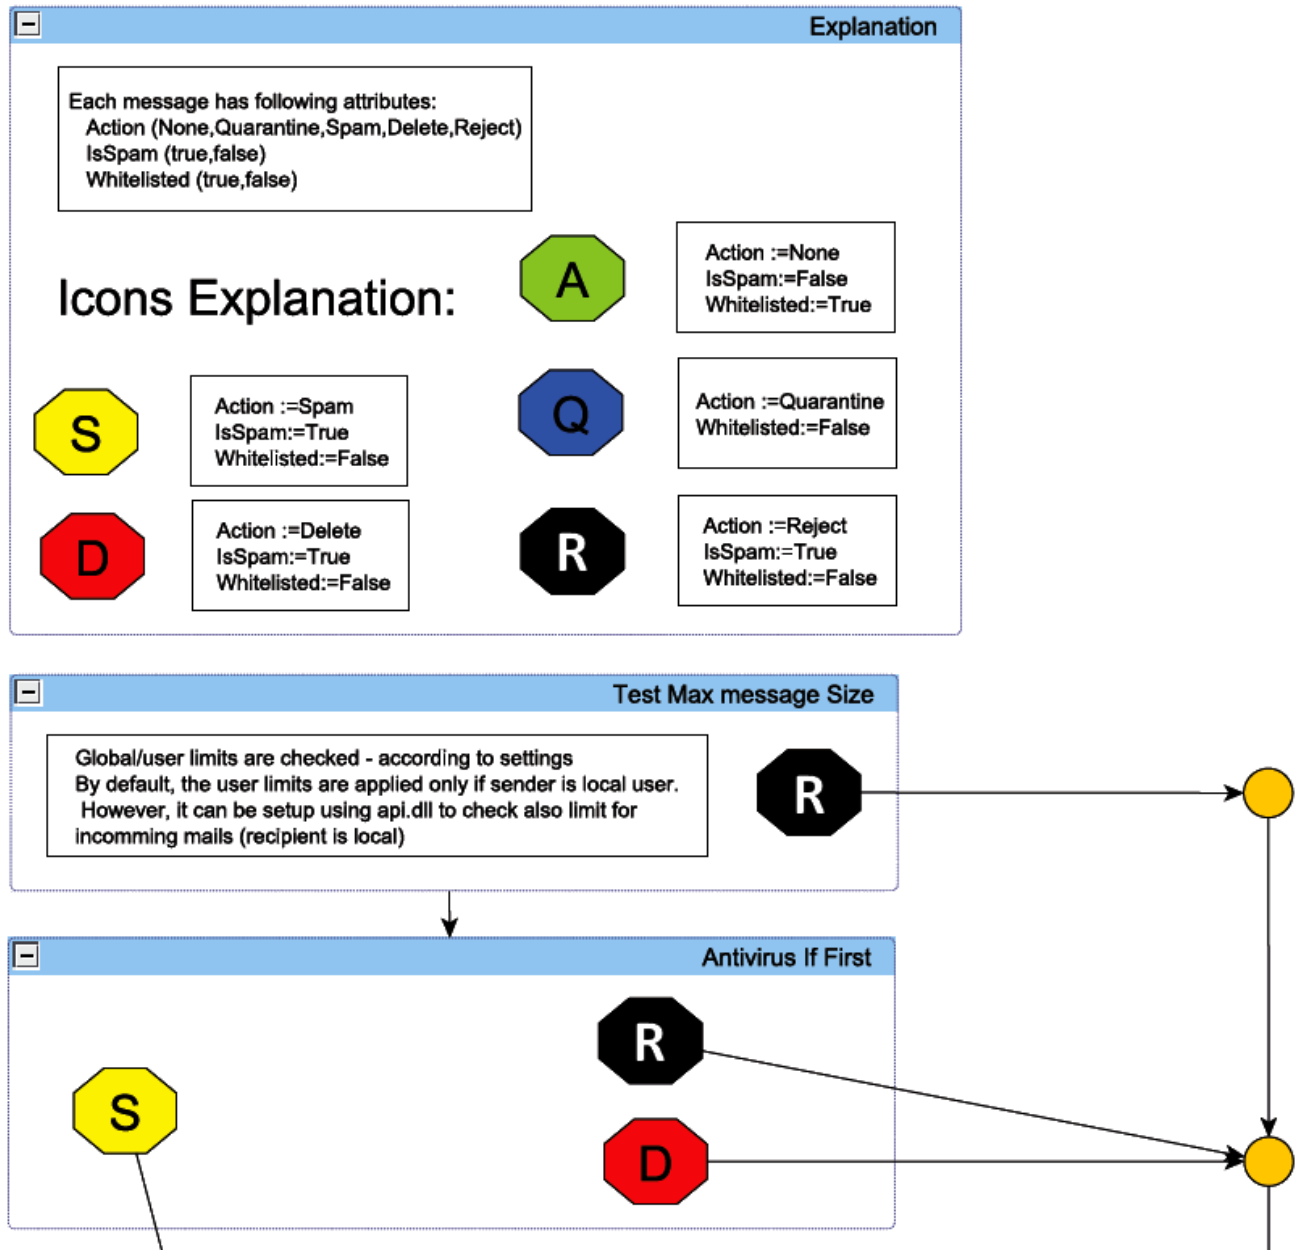 Explanation
Each message has following attributes:
Action (None,Quarantine,Spam,Delete,Reject)
IsSpam (true,false)
Whitelisted (true,false)
Icons Explanation:
A
Action :=None
IsSpam:=False
Whitelisted:=True
S
Action :=Spam
IsSpam:=True
Whitelisted:=False
Q
Action :=Quarantine
Whitelisted:=False
D
Action :=Delete
IsSpam:=True
Whitelisted:=False
R
Action :=Reject
IsSpam:=True
Whitelisted:=False
Test Max message Size
Global/user limits are checked - according to settings
By default, the user limits are applied only if sender is local user.
However, it can be setup using api.dll to check also limit for
incomming mails (recipient is local)
R
Antivirus If First
R
S
D